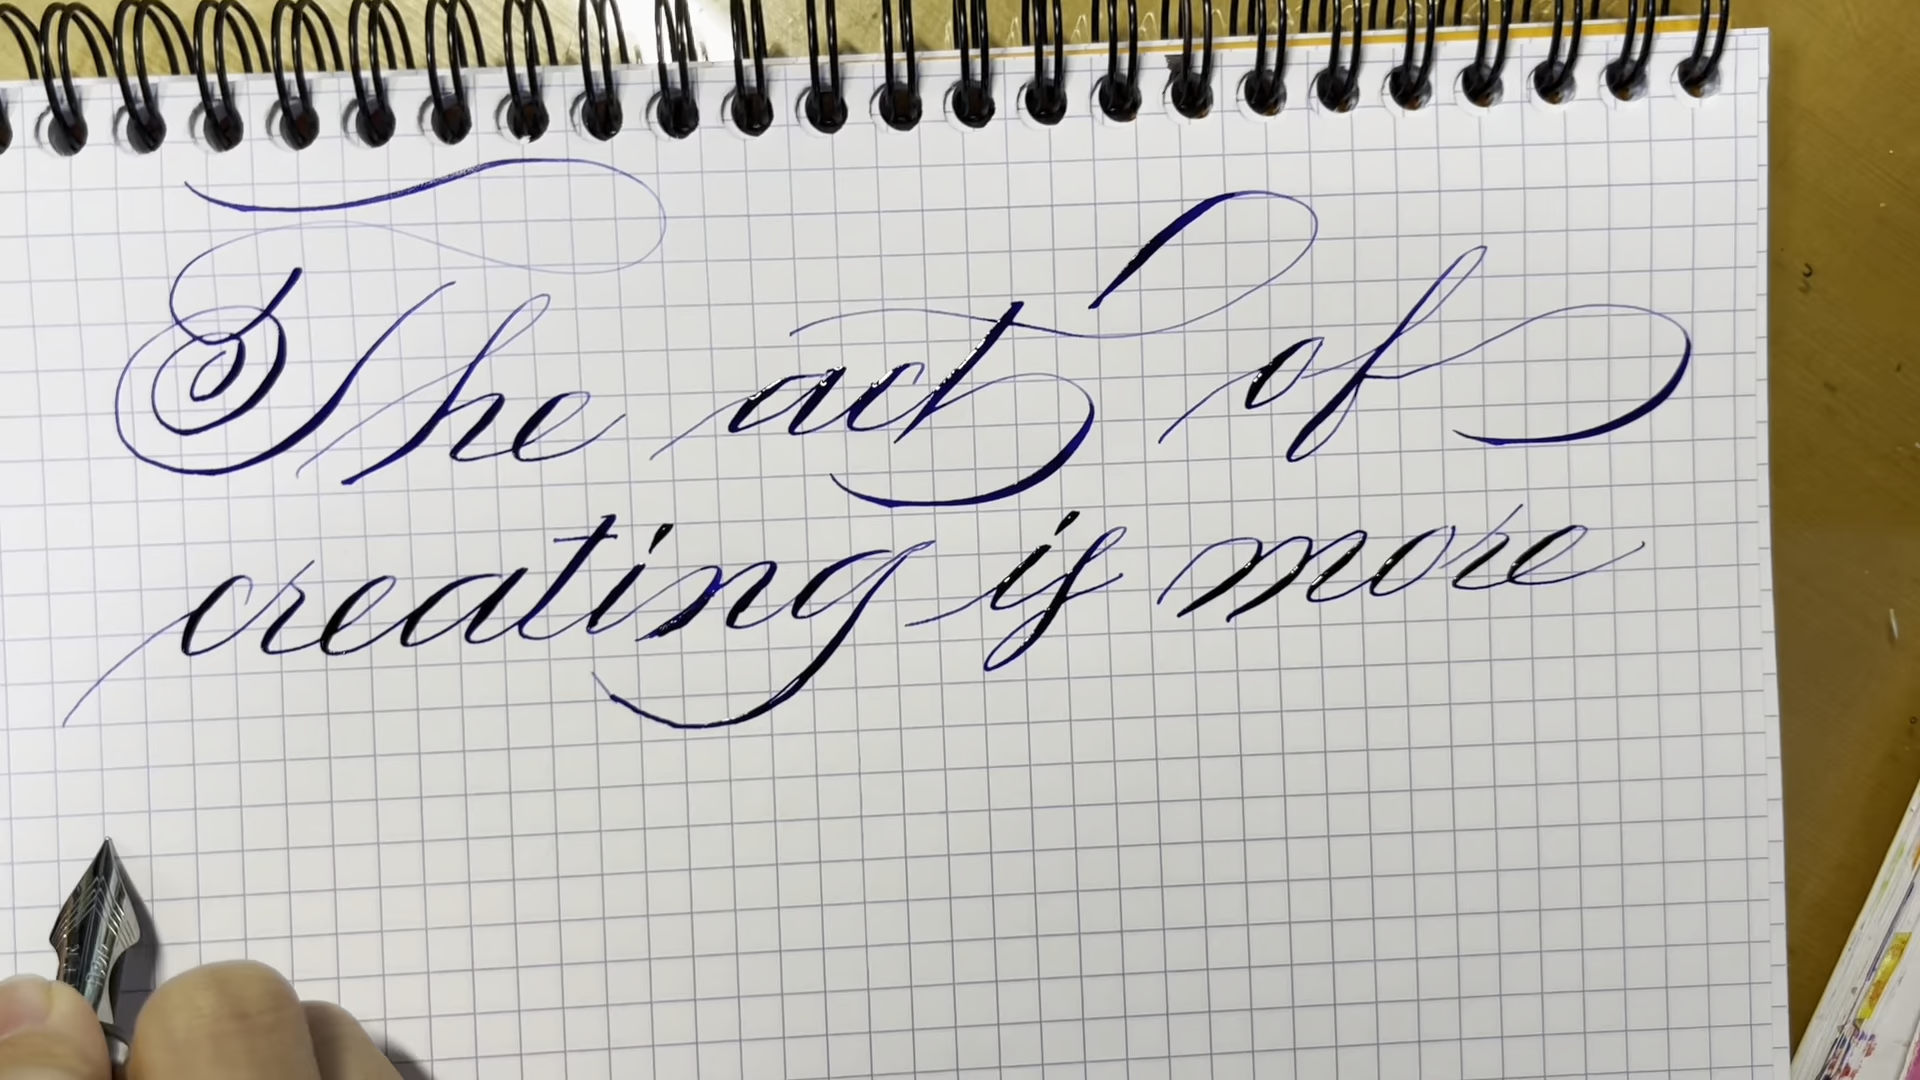 The act of
creating is more